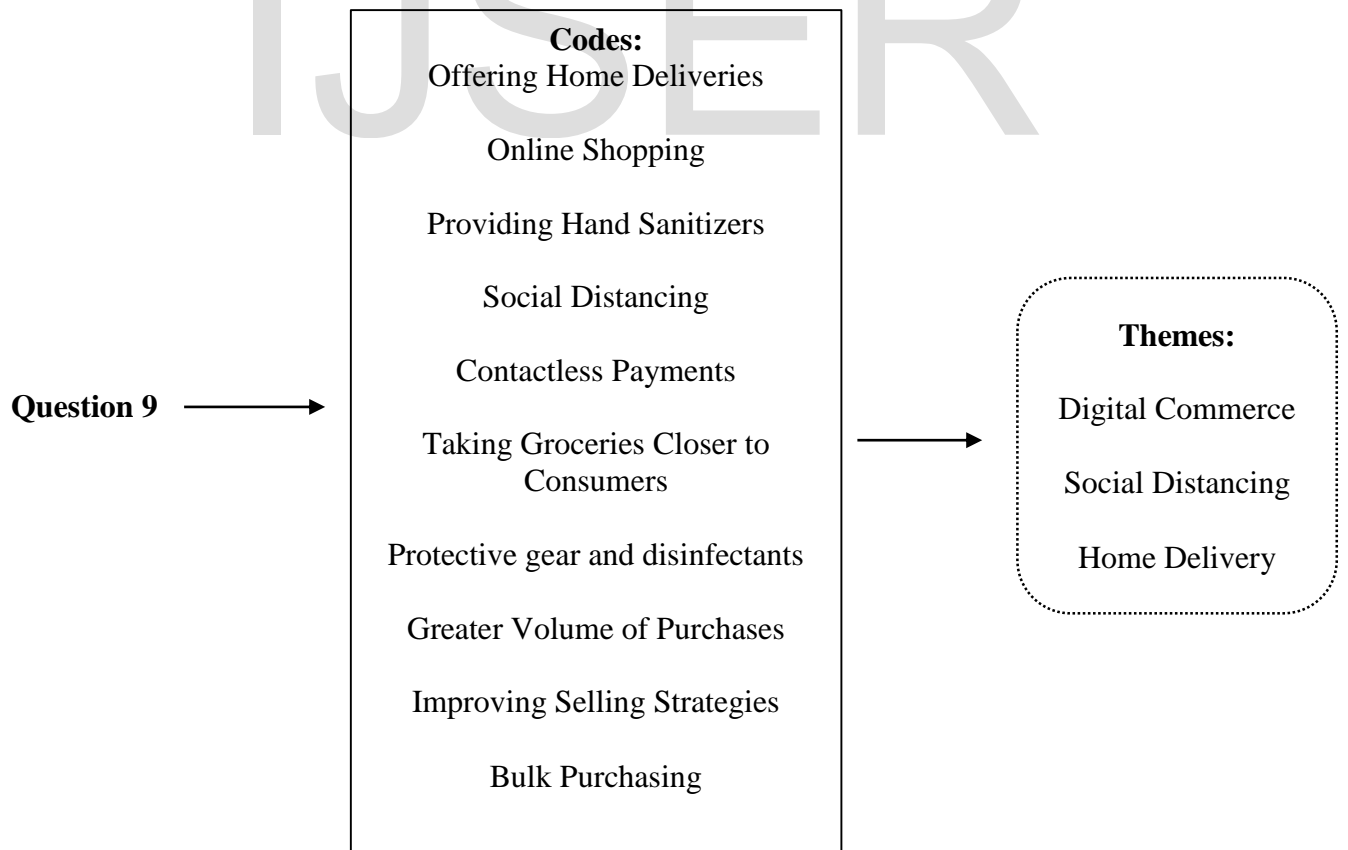 IJSER
Codes:
Offering Home Deliveries
Online Shopping
Providing Hand Sanitizers
Social Distancing
Contactless Payments
Taking Groceries Closer to
Consumers
Protective gear and disinfectants
Greater Volume of Purchases
Improving Selling Strategies
Bulk Purchasing
Question 9
Themes:
Digital Commerce
Social Distancing
Home Delivery